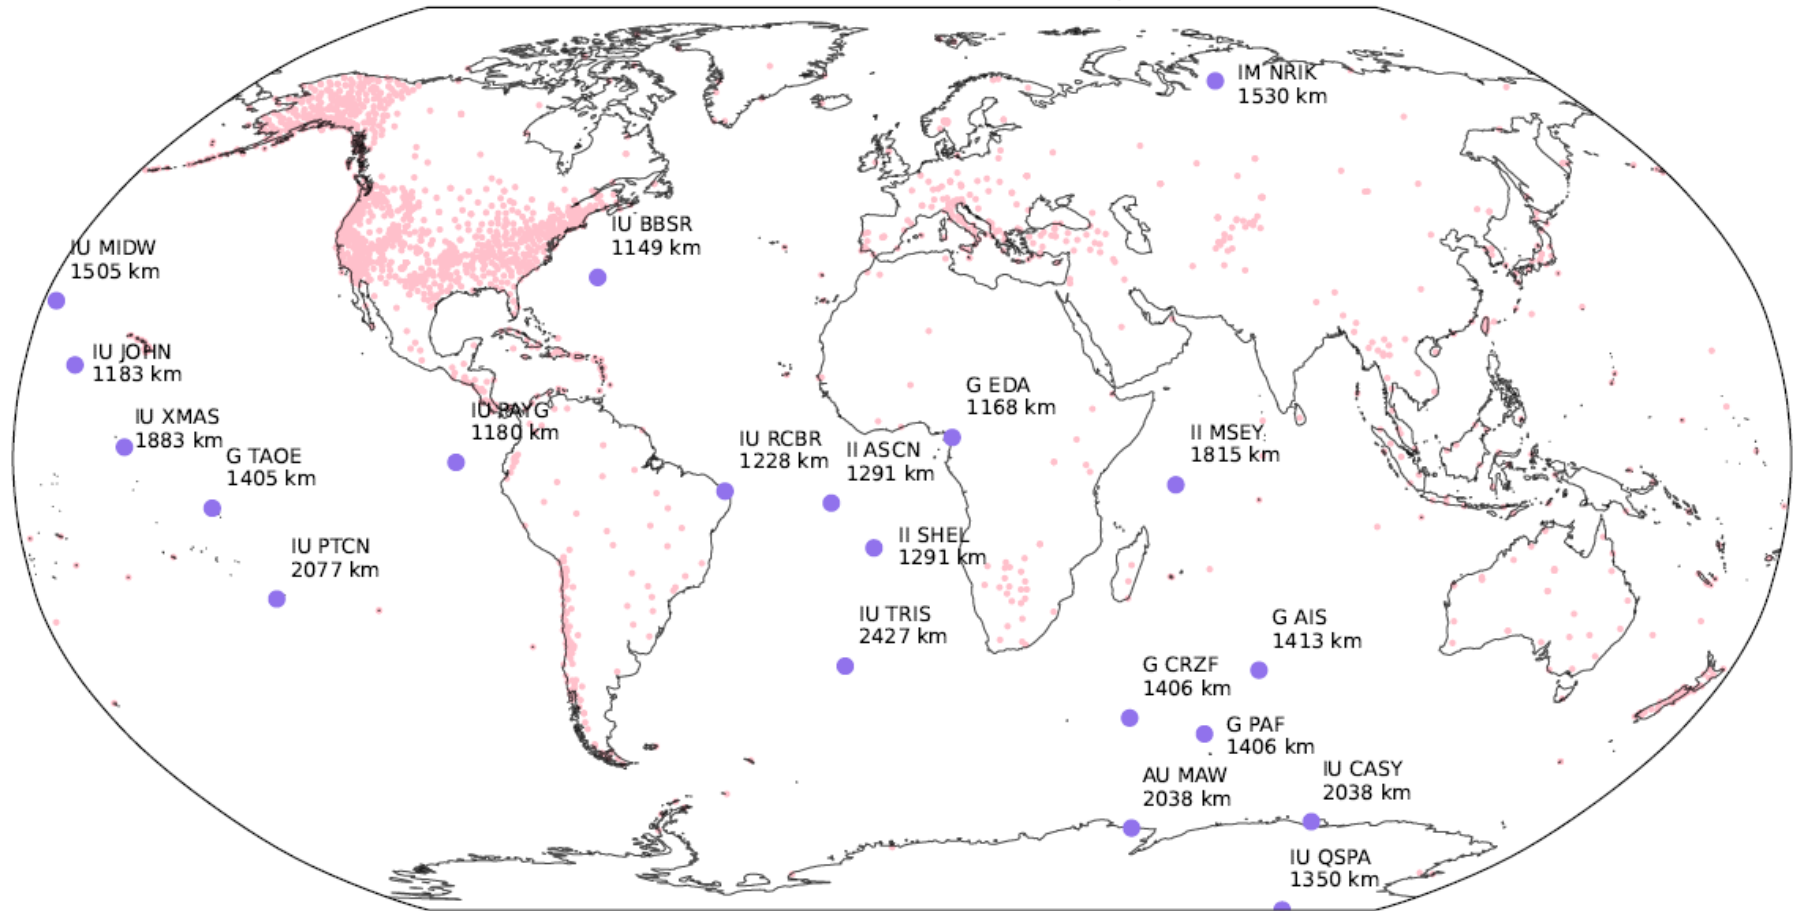 IM NRIK
1530 km
IU BBSR
1149 km
IU MIDW
1505 km
IU JOHN
1183 km
IU XMAS
1883 km
G TAOE
1405 km
IU PAYG
1180 km
G EDA
1168 km
IU RCBR
1228 km
II ASCN
1291 km
II MSEY
1815 km
II SHEL
1291 km
IU PTCN
2077 km
IU TRIS
2427 km
G AIS
1413 km
G CRZF
1406 km
G PAF
1406 km
AU MAW
2038 km
IU CASY
2038 km
IU QSPA
1350 km